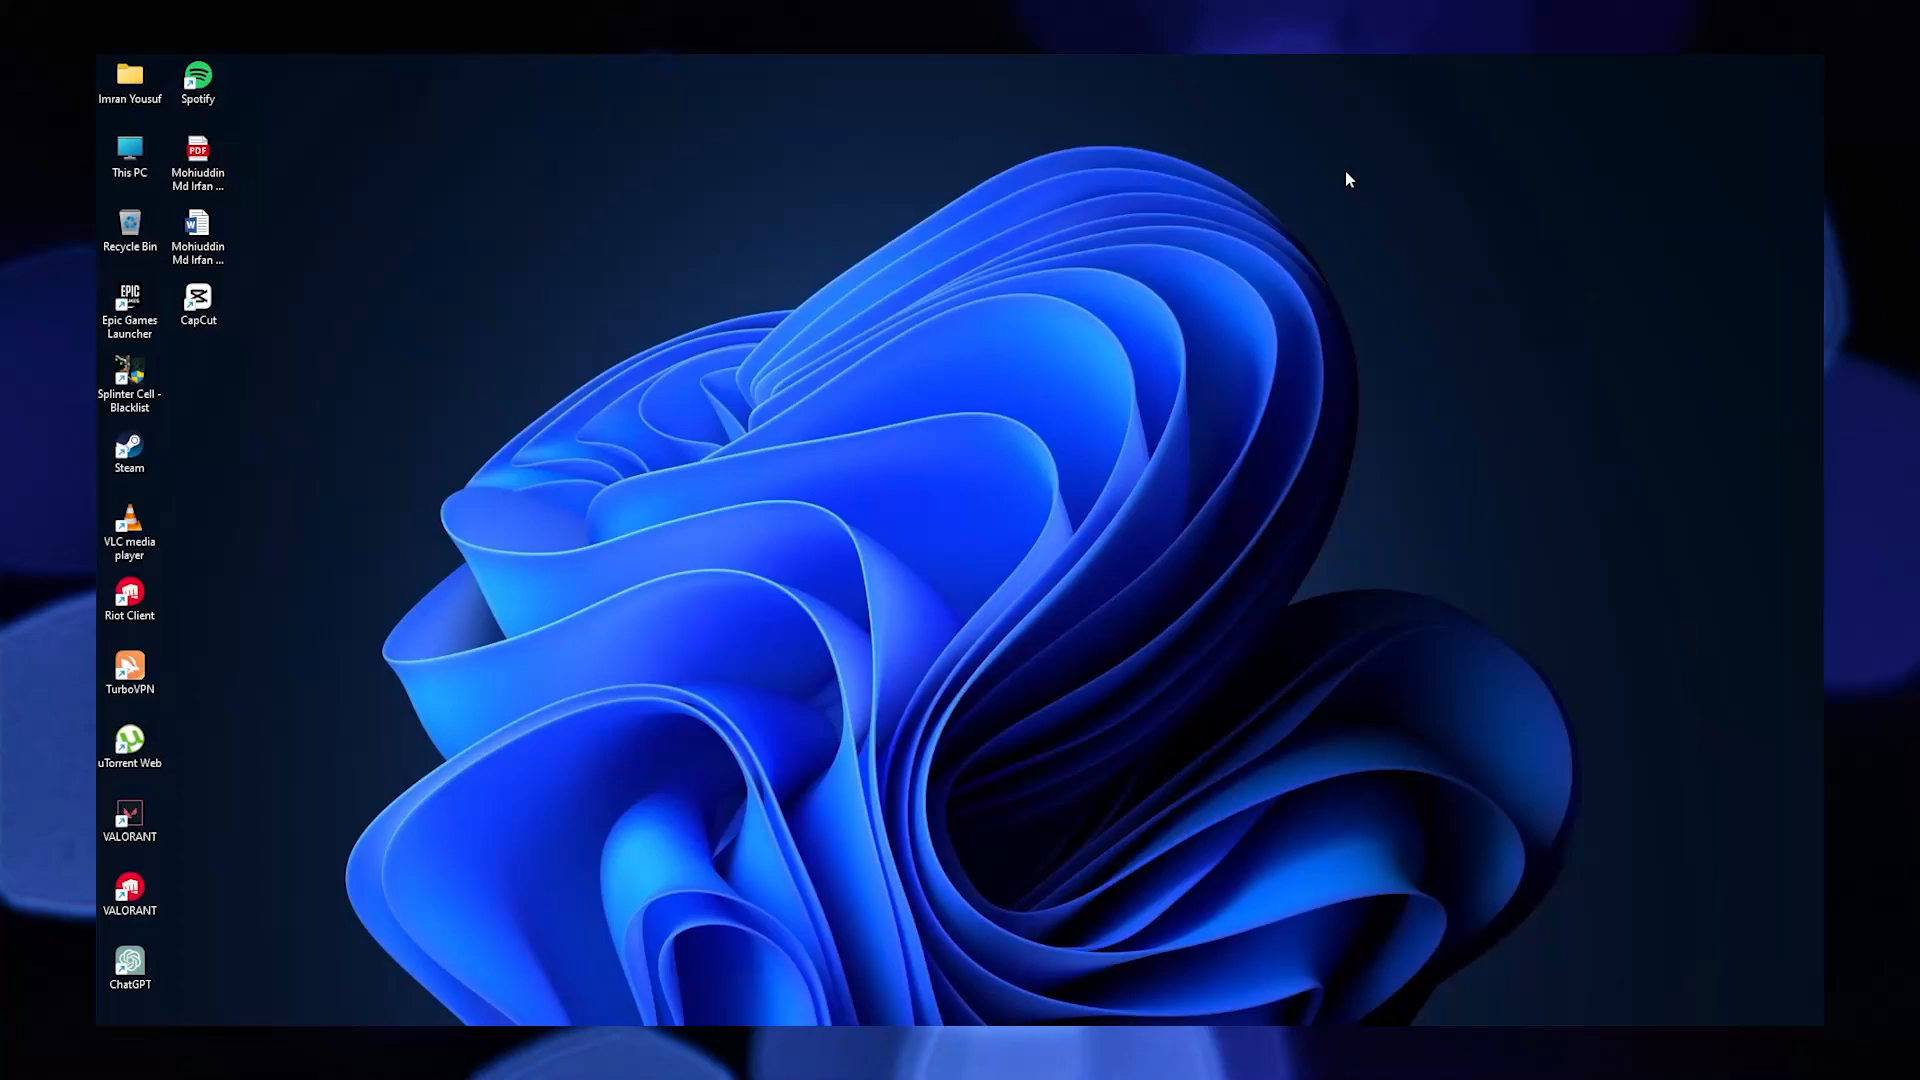 Imran Yousuf
This PC
Recycle Bin
EPIC
GAMES
Epic Games
Launcher
Splinter Cell -
Blacklist
Steam
VLC media
player
Riot Client
TurboVPN
uTorrent Web
VALORANT
VALORANT
ChatGPT
Spotify
PDF
Mohiuddin
Md Irfan ...
W
Mohiuddin
Md Irfan ...
CapCut